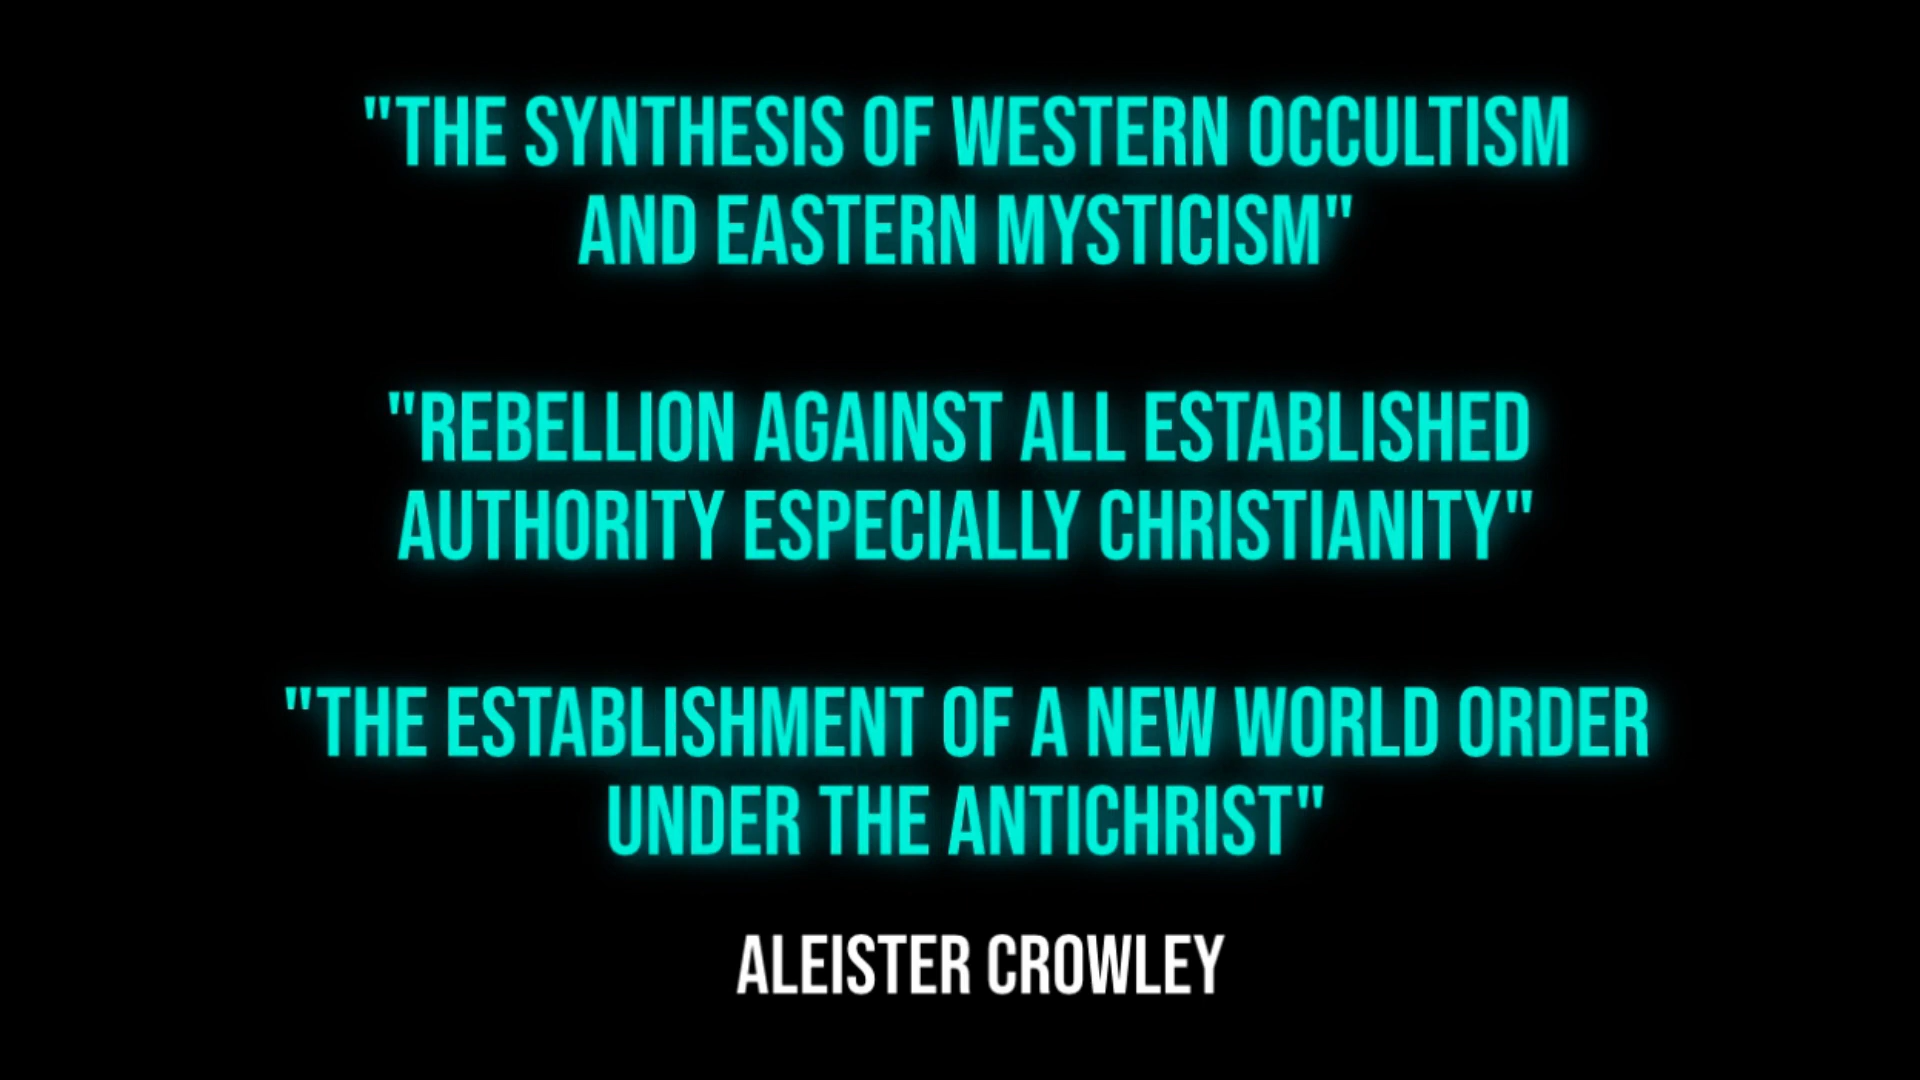 "THE SYNTHESIS OF WESTERN OCCULTISM
AND EASTERN MYSTICISM"
"REBELLION AGAINST ALL ESTABLISHED
AUTHORITY ESPECIALLY CHRISTIANITY"
"THE ESTABLISHMENT OF A NEW WORLD ORDER
UNDER THE ANTICHRIST"
ALEISTER CROWLEY